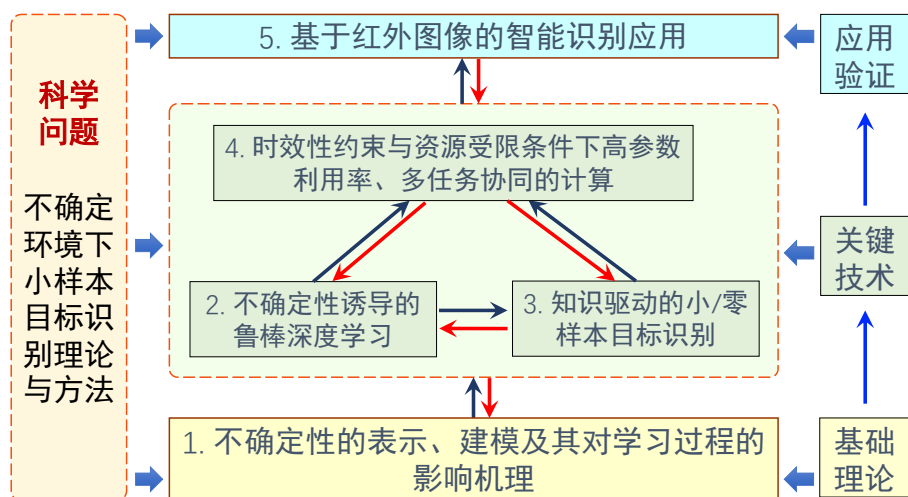 科学
问题
不确定
环境下
小样本
目标识
别理论
与方法
5. 基于红外图像的智能识别应用
4. 时效性约束与资源受限条件下高参数
利用率、多任务协同的计算
2. 不确定性诱导的
鲁棒深度学习
3. 知识驱动的小/零
样本目标识别
1. 不确定性的表示、建模及其对学习过程的
影响机理
应用
验证
关键
技术
基础
理论